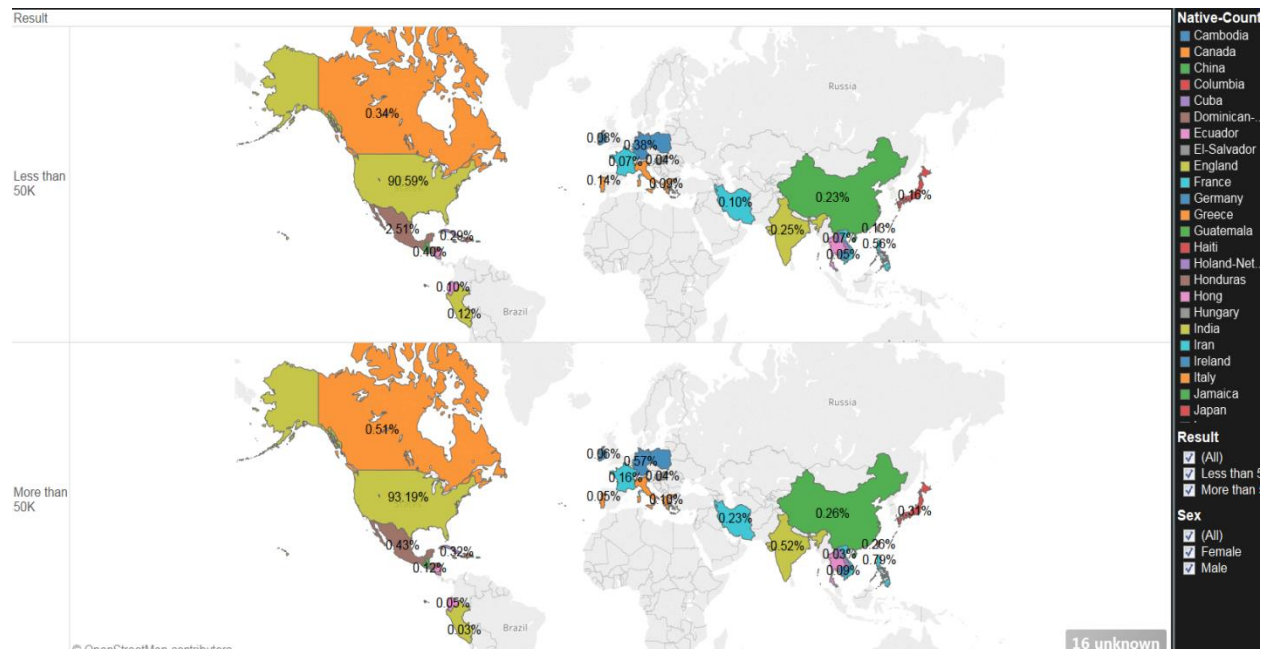 Result
Native-Count
Cambodia
Canada
China
Columbia
Cuba
Dominican-..
Ecuador
El-Salvador
England
France
Germany
Greece
Guatemala
Haiti
Holand-Net..
Honduras
Hong
Hungary
India
Iran
Ireland
Italy
Jamaica
Japan
Result
(All)
Less than 5
More than
Sex
(All)
Female
Male
Less than
50K
Russia
0.34%
0.08%
0.38%
0.07%
0.04%
90.59%
0.14%
0.09%
0.10%
0.23%
0.16%
2.51%
0.29%
0.25%
0.13%
0.40%
0.07%
0.56%
0.05%
0.10%
0.12%
Brazil
More than
50K
Russia
0.51%
0.06%
0.57%
0.16%
0.04%
93.19%
0.05%
0.10%
0.23%
0.26%
0.31%
0.43%
0.32%
0.52%
0.26%
0.12%
0.03%
0.79%
0.09%
0.05%
0.03%
Brazil
© OpenStreetMap contributors
16 unknown